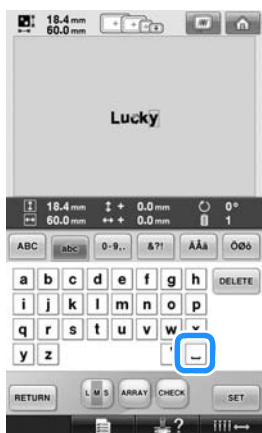 18.4 mm
60.0 mm
Lucky
18.4 mm + 0.0 mm 0°
60.0 mm + 0.0 mm 1
ABC abc 0-9,. &?! ÄÅä ÖØö
a b c d e f g h DELETE
i j k l m n o p
q r s t u v w x
y z ' ⎵
RETURN L M S ARRAY CHECK SET
?